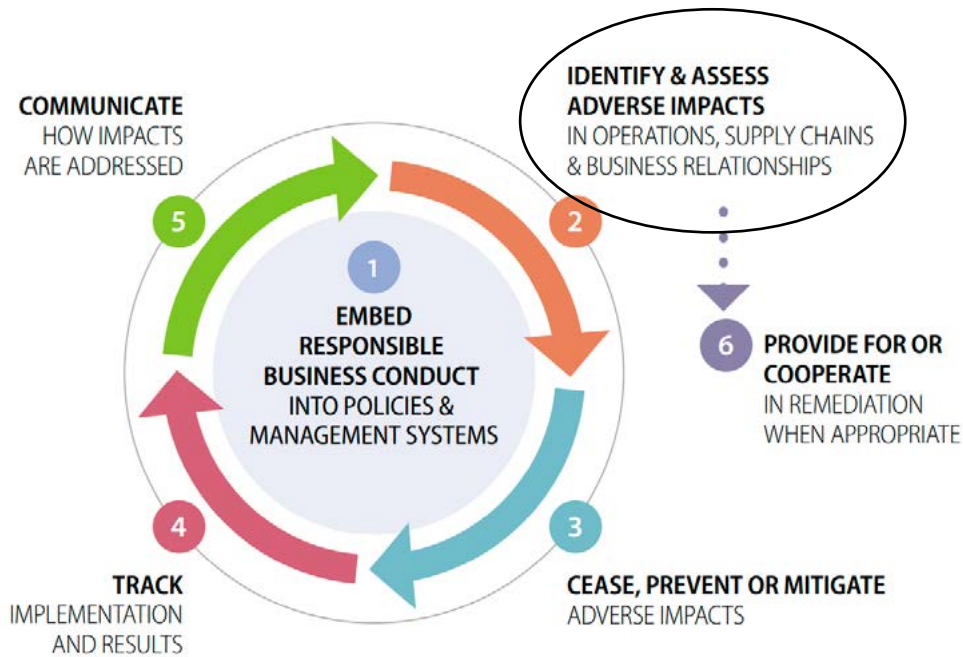 1
EMBED
RESPONSIBLE
BUSINESS CONDUCT
INTO POLICIES &
MANAGEMENT SYSTEMS
2
IDENTIFY & ASSESS
ADVERSE IMPACTS
IN OPERATIONS, SUPPLY CHAINS
& BUSINESS RELATIONSHIPS
3
CEASE, PREVENT OR MITIGATE
ADVERSE IMPACTS
4
TRACK
IMPLEMENTATION
AND RESULTS
5
COMMUNICATE
HOW IMPACTS
ARE ADDRESSED
6
PROVIDE FOR OR
COOPERATE
IN REMEDIATION
WHEN APPROPRIATE